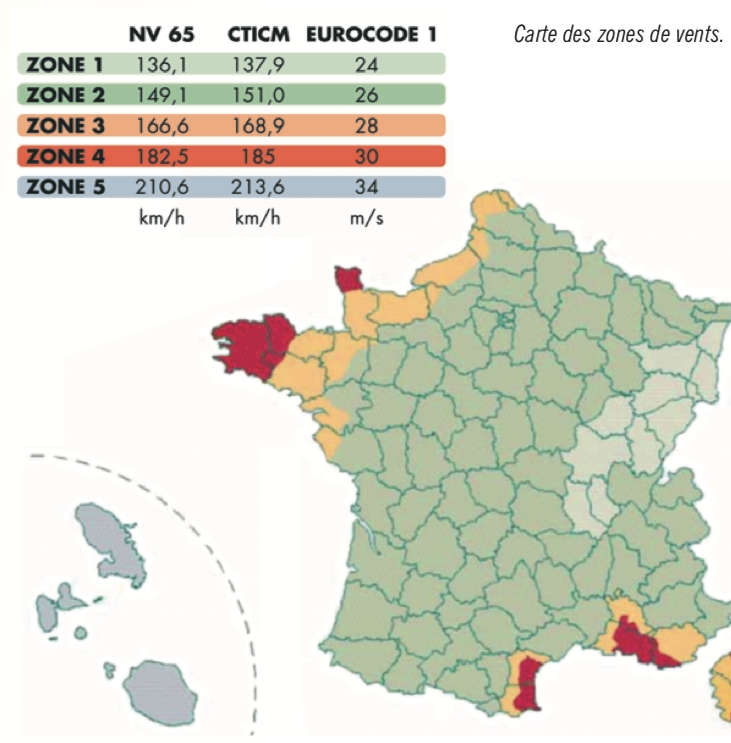 NV 65 CTICM EUROCODE 1
Carte des zones de vents.
ZONE 1 136,1 137,9 24
ZONE 2 149,1 151,0 26
ZONE 3 166,6 168,9 28
ZONE 4 182,5 185 30
ZONE 5 210,6 213,6 34
km/h km/h m/s